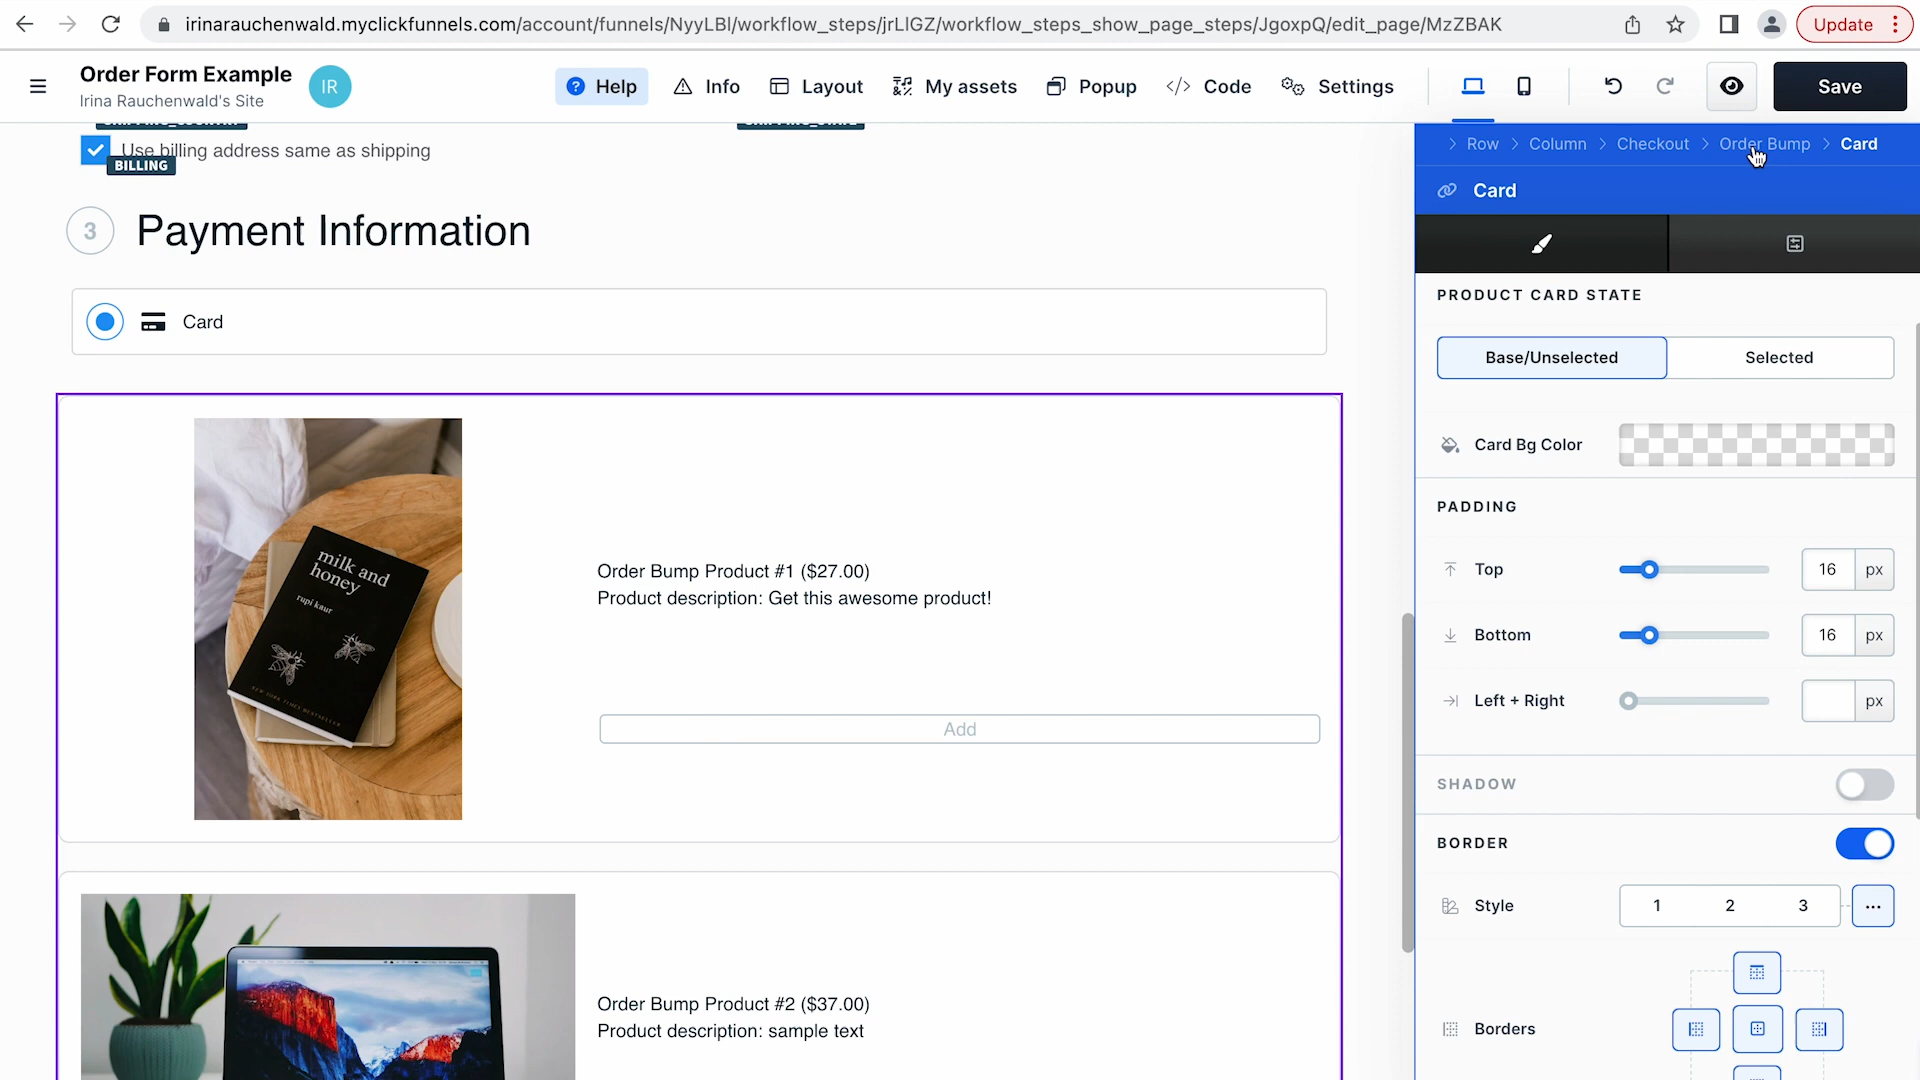 irinarauchenwald.myclickfunnels.com/account/funnels/NyyLBl/workflow_steps/jrLlGZ/workflow_steps_show_page_steps/JgoxpQ/edit_page/MzZBAK
Update
Order Form Example
Irina Rauchenwald's Site
IR
Help
Info
Layout
My assets
Popup
Code
Settings
Save
Use billing address same as shipping
BILLING
3 Payment Information
Card
milk and
honey
rupi kaur
NEW YORK TIMES BESTSELLER
Order Bump Product #1 ($27.00)
Product description: Get this awesome product!
Add
Order Bump Product #2 ($37.00)
Product description: sample text
Row
Column
Checkout
Order Bump
Card
Card
PRODUCT CARD STATE
Base/Unselected
Selected
Card Bg Color
PADDING
Top
16 px
Bottom
16 px
Left + Right
px
SHADOW
BORDER
Style
1 2 3
Borders